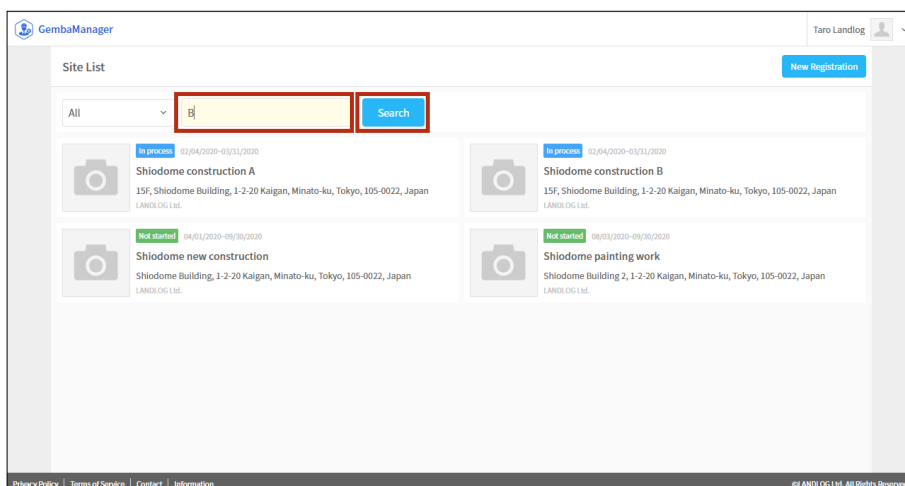 GembaManager
Taro Landlog
Site List
New Registration
All
B
Search
In process 02/04/2020-03/31/2020
Shiodome construction A
15F, Shiodome Building, 1-2-20 Kaigan, Minato-ku, Tokyo, 105-0022, Japan
LANDLOG Ltd.
In process 02/04/2020-03/31/2020
Shiodome construction B
15F, Shiodome Building, 1-2-20 Kaigan, Minato-ku, Tokyo, 105-0022, Japan
LANDLOG Ltd.
Not started 04/01/2020-09/30/2020
Shiodome new construction
Shiodome Building, 1-2-20 Kaigan, Minato-ku, Tokyo, 105-0022, Japan
LANDLOG Ltd.
Not started 08/03/2020-09/30/2020
Shiodome painting work
Shiodome Building 2, 1-2-20 Kaigan, Minato-ku, Tokyo, 105-0022, Japan
LANDLOG Ltd.
Privacy Policy | Terms of Service | Contact | Information
©LANDLOG Ltd. All Rights Reserved